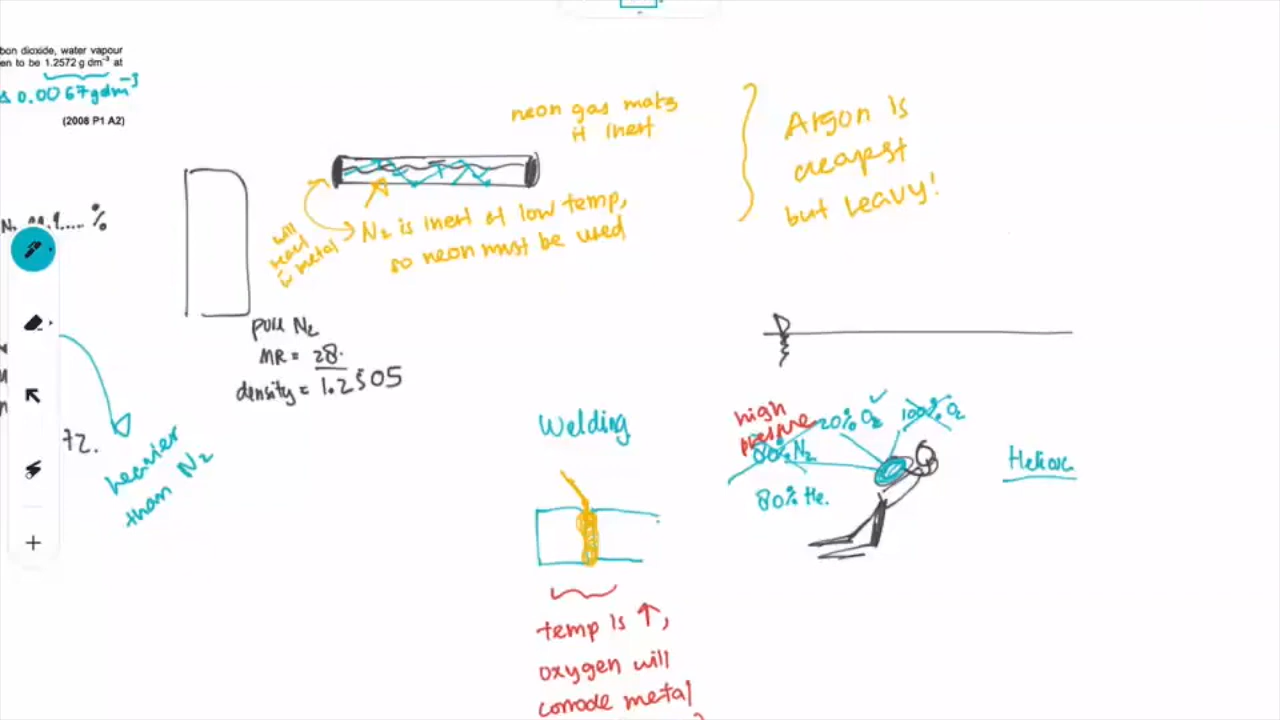 bon dioxide, water vapour
en to be 1.2572 g dm⁻³ at
0.0067gdm⁻³
(2008 P1 A2)
%
neon gas makes
it inert
Argon is
cheapest
but heavy!
will
react
w metal
N₂ is inert at low temp,
so neon must be used
pure N₂
MR = 28.
density = 1.2505
72.
heavier
than N₂
Welding
high
pressure
20% O₂
100% O₂
80% N₂
80% He.
Heliox
temp is ↑,
oxygen will
corrode metal